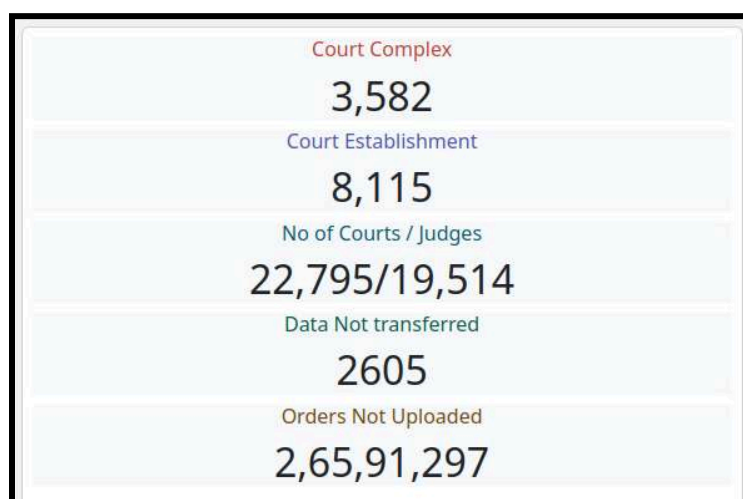 Court Complex
3,582
Court Establishment
8,115
No of Courts / Judges
22,795/19,514
Data Not transferred
2605
Orders Not Uploaded
2,65,91,297